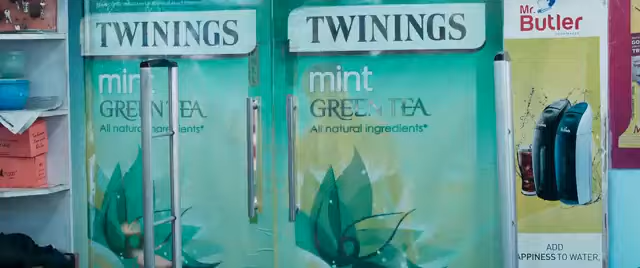 TWININGS
mint
GREEN TEA
All natural ingredients*
TWININGS
mint
GREEN TEA
All natural ingredients*
Mr.
Butler
ADD
APPINESS TO WATER.